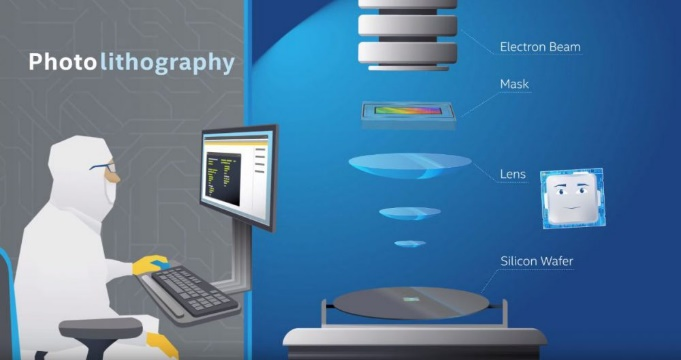 Photolithography
Electron Beam
Mask
Lens
Silicon Wafer